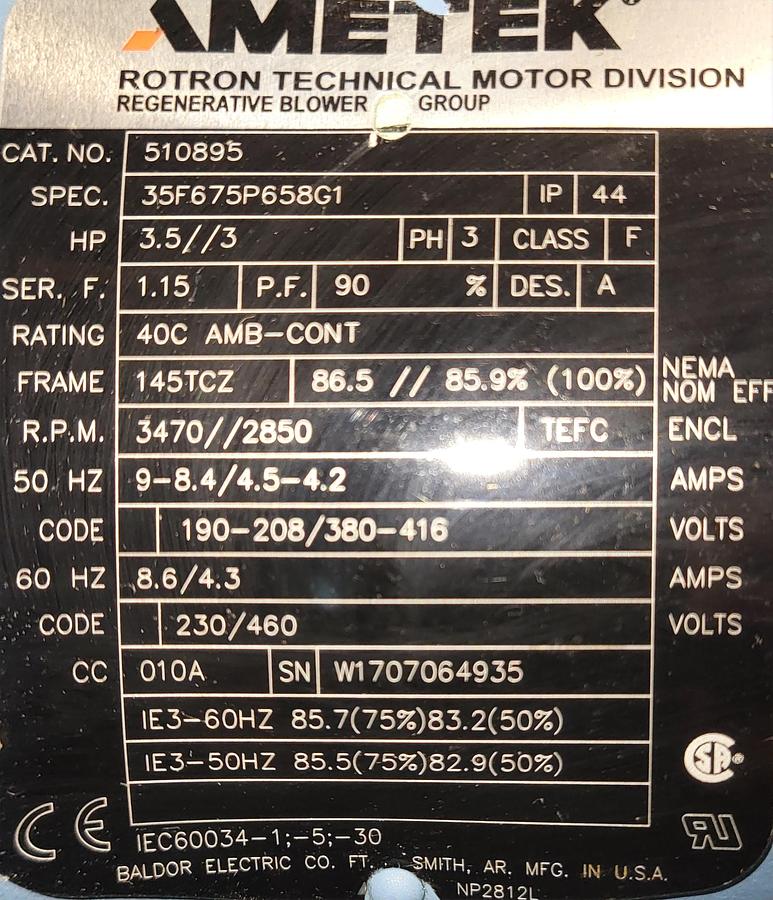 AMETEK®
ROTRON TECHNICAL MOTOR DIVISION
REGENERATIVE BLOWER GROUP
CAT. NO. 510895
SPEC. 35F675P658G1 IP 44
HP 3.5//3 PH 3 CLASS F
SER. F. 1.15 P.F. 90 % DES. A
RATING 40C AMB-CONT
FRAME 145TCZ 86.5 // 85.9% (100%) NEMA NOM EFF
R.P.M. 3470//2850 TEFC ENCL
50 HZ 9-8.4/4.5-4.2 AMPS
CODE 190-208/380-416 VOLTS
60 HZ 8.6/4.3 AMPS
CODE 230/460 VOLTS
CC 010A SN W1707064935
IE3-60HZ 85.7(75%)83.2(50%)
IE3-50HZ 85.5(75%)82.9(50%)
SA®
CE IEC60034-1;-5;-30 RU
BALDOR ELECTRIC CO. FT. SMITH, AR. MFG. IN U.S.A.
NP2812L